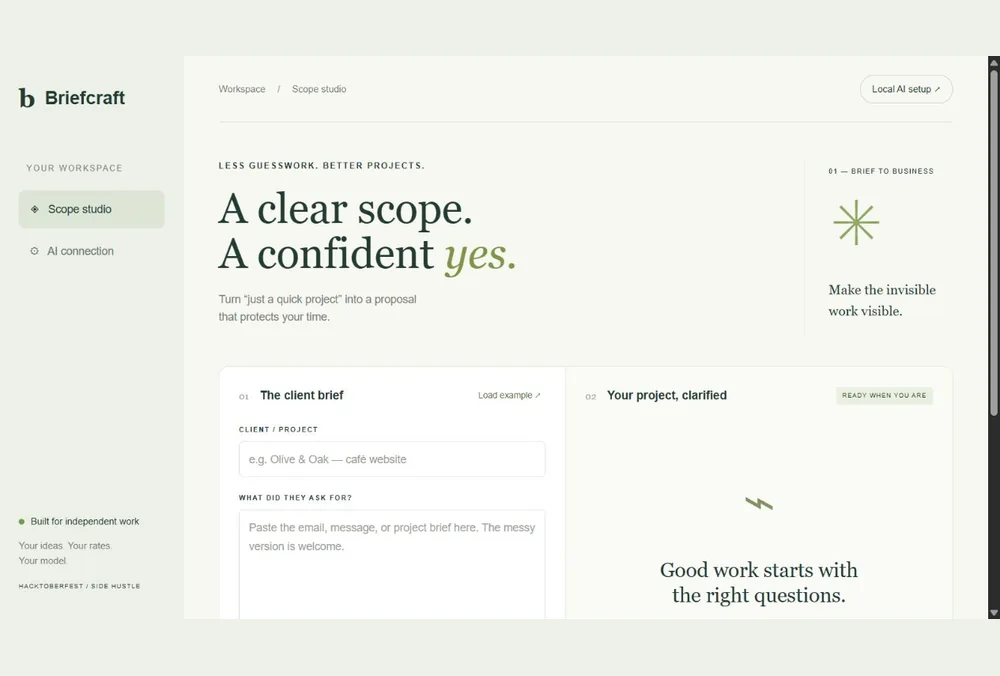 b Briefcraft
YOUR WORKSPACE
Scope studio
AI connection
Built for independent work
Your ideas. Your rates.
Your model.
HACKTOBERFEST / SIDE HUSTLE
Workspace / Scope studio
Local AI setup ↗
LESS GUESSWORK. BETTER PROJECTS.
A clear scope.
A confident yes.
Turn “just a quick project” into a proposal
that protects your time.
01 — BRIEF TO BUSINESS
Make the invisible
work visible.
01 The client brief
Load example ↗
CLIENT / PROJECT
e.g. Olive & Oak — café website
WHAT DID THEY ASK FOR?
Paste the email, message, or project brief here. The messy
version is welcome.
02 Your project, clarified
READY WHEN YOU ARE
Good work starts with
the right questions.